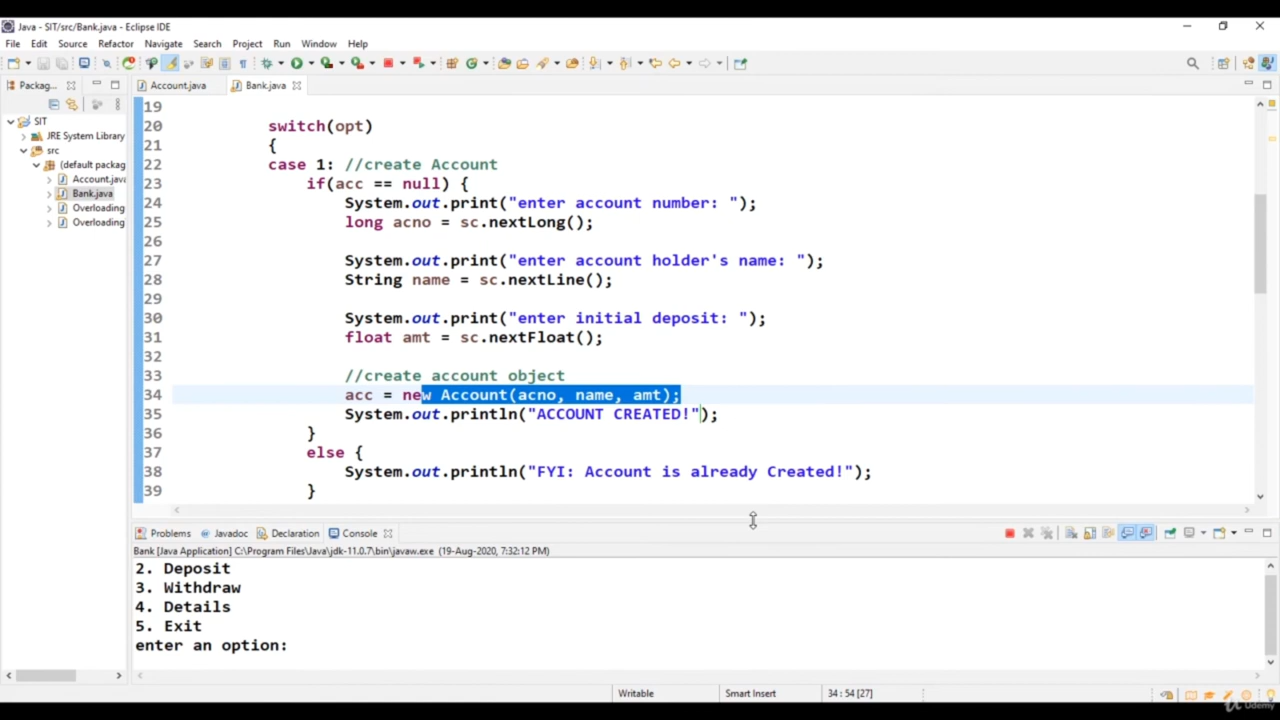 Java - SIT/src/Bank.java - Eclipse IDE
File Edit Source Refactor Navigate Search Project Run Window Help
Packag... Account.java Bank.java
SIT
JRE System Library
src
(default packag
Account.java
Bank.java
Overloading
Overloading
19
20 switch(opt)
21 {
22 case 1: //create Account
23 if(acc == null) {
24 System.out.print("enter account number: ");
25 long acno = sc.nextLong();
26
27 System.out.print("enter account holder's name: ");
28 String name = sc.nextLine();
29
30 System.out.print("enter initial deposit: ");
31 float amt = sc.nextFloat();
32
33 //create account object
34 acc = new Account(acno, name, amt);
35 System.out.println("ACCOUNT CREATED!");
36 }
37 else {
38 System.out.println("FYI: Account is already Created!");
39 }
Problems Javadoc Declaration Console
Bank [Java Application] C:\Program Files\Java\jdk-11.0.7\bin\javaw.exe (19-Aug-2020, 7:32:12 PM)
2. Deposit
3. Withdraw
4. Details
5. Exit
enter an option:
Writable Smart Insert 34 : 54 [27]
Udemy